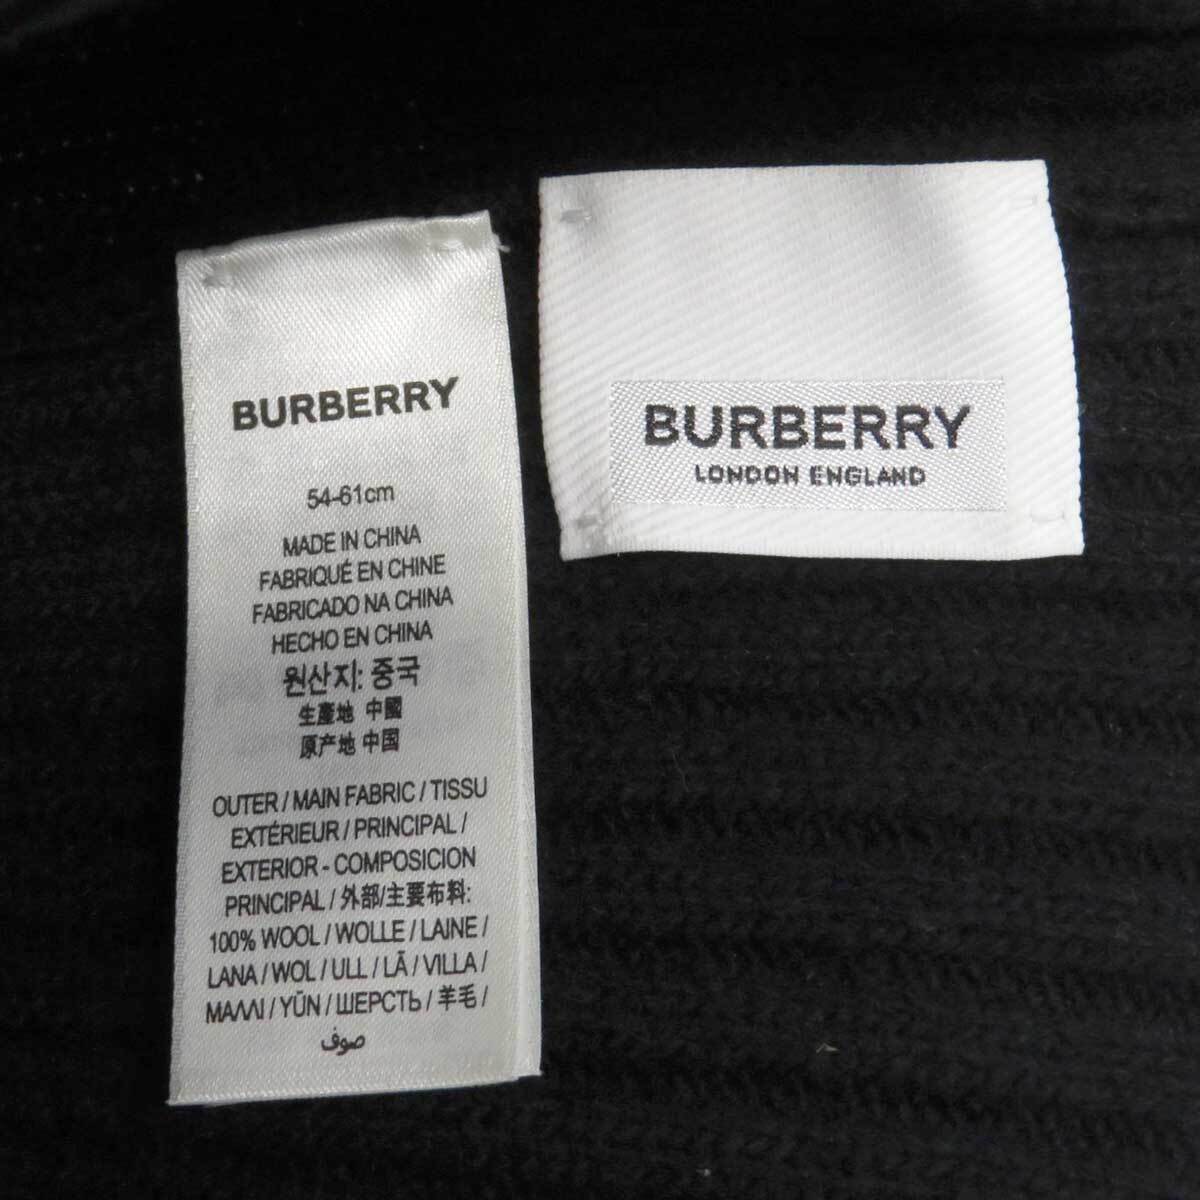 BURBERRY
54-61cm
MADE IN CHINA
FABRIQUÉ EN CHINE
FABRICADO NA CHINA
HECHO EN CHINA
원산지: 중국
生產地 中國
原产地 中国
OUTER / MAIN FABRIC / TISSU
EXTÉRIEUR / PRINCIPAL /
EXTERIOR - COMPOSICION
PRINCIPAL / 外部/主要布料:
100% WOOL / WOLLE / LAINE /
LANA / WOL / ULL / LÃ / VILLA /
ΜΑΛΛΙ / YŪN / ШЕРСТЬ / 羊毛 /
صوف
BURBERRY
LONDON ENGLAND